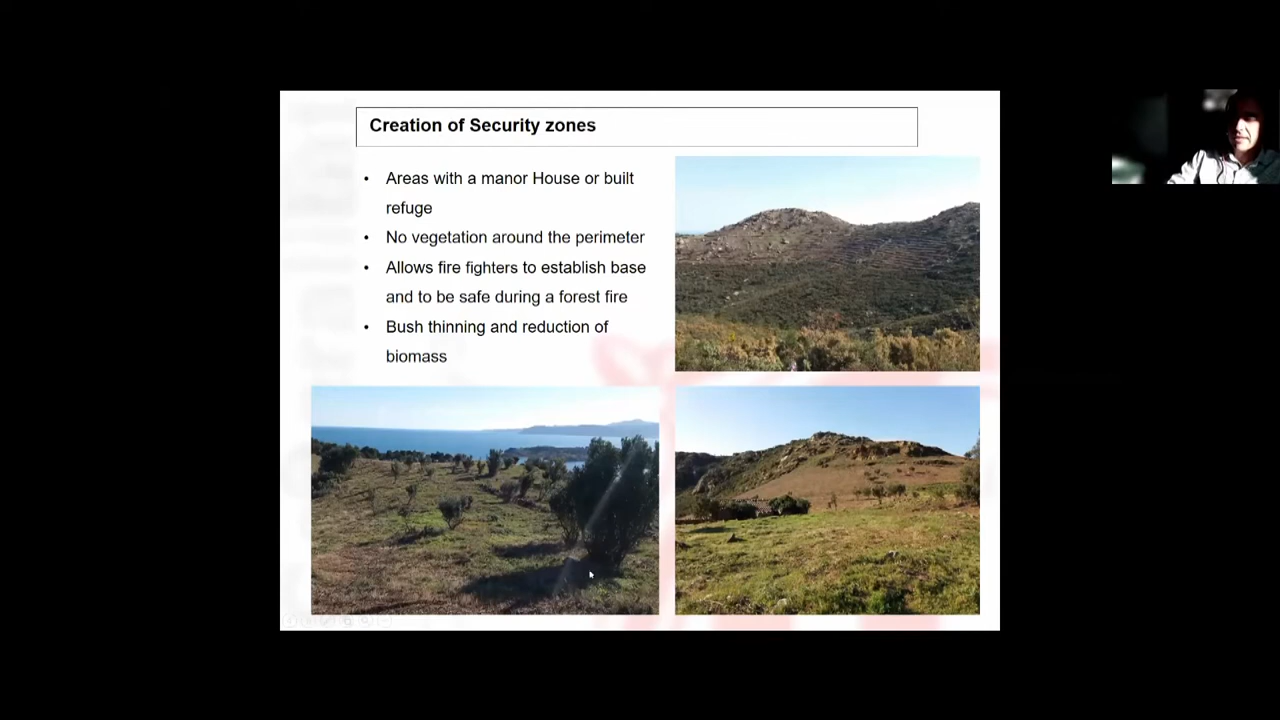 Creation of Security zones
• Areas with a manor House or built
refuge
• No vegetation around the perimeter
• Allows fire fighters to establish base
and to be safe during a forest fire
• Bush thinning and reduction of
biomass